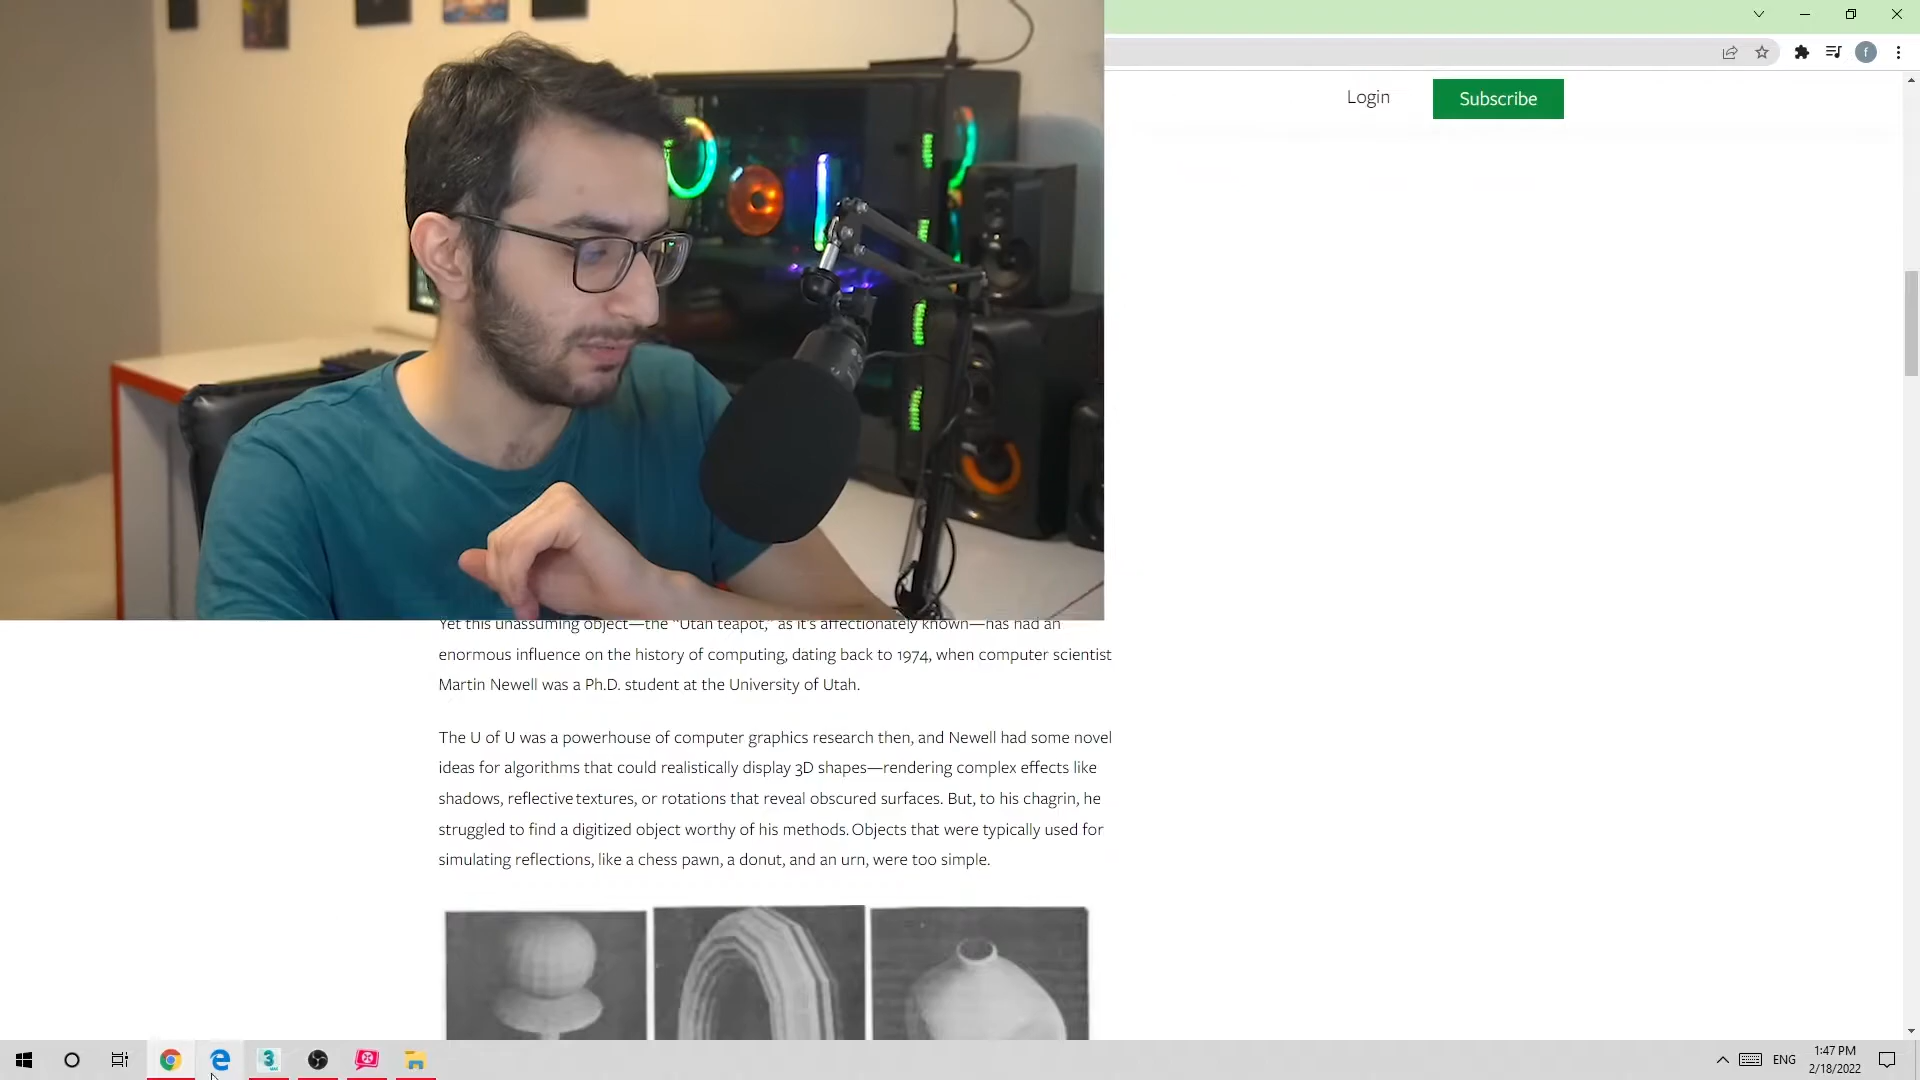 Login
Subscribe
f
Yet this unassuming object—the “Utah teapot,” as it’s affectionately known—has had an
enormous influence on the history of computing, dating back to 1974, when computer scientist
Martin Newell was a Ph.D. student at the University of Utah.
The U of U was a powerhouse of computer graphics research then, and Newell had some novel
ideas for algorithms that could realistically display 3D shapes—rendering complex effects like
shadows, reflective textures, or rotations that reveal obscured surfaces. But, to his chagrin, he
struggled to find a digitized object worthy of his methods. Objects that were typically used for
simulating reflections, like a chess pawn, a donut, and an urn, were too simple.
3
ENG
1:47 PM
2/18/2022